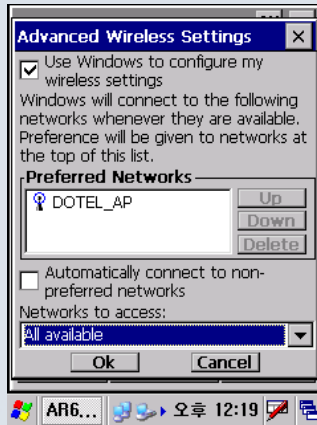 Advanced Wireless Settings
Use Windows to configure my
wireless settings
Windows will connect to the following
networks whenever they are available.
Preference will be given to networks at
the top of this list.
Preferred Networks
DOTEL_AP
Up
Down
Delete
Automatically connect to non-
preferred networks
Networks to access:
All available
Ok
Cancel
AR6... 오후 12:19